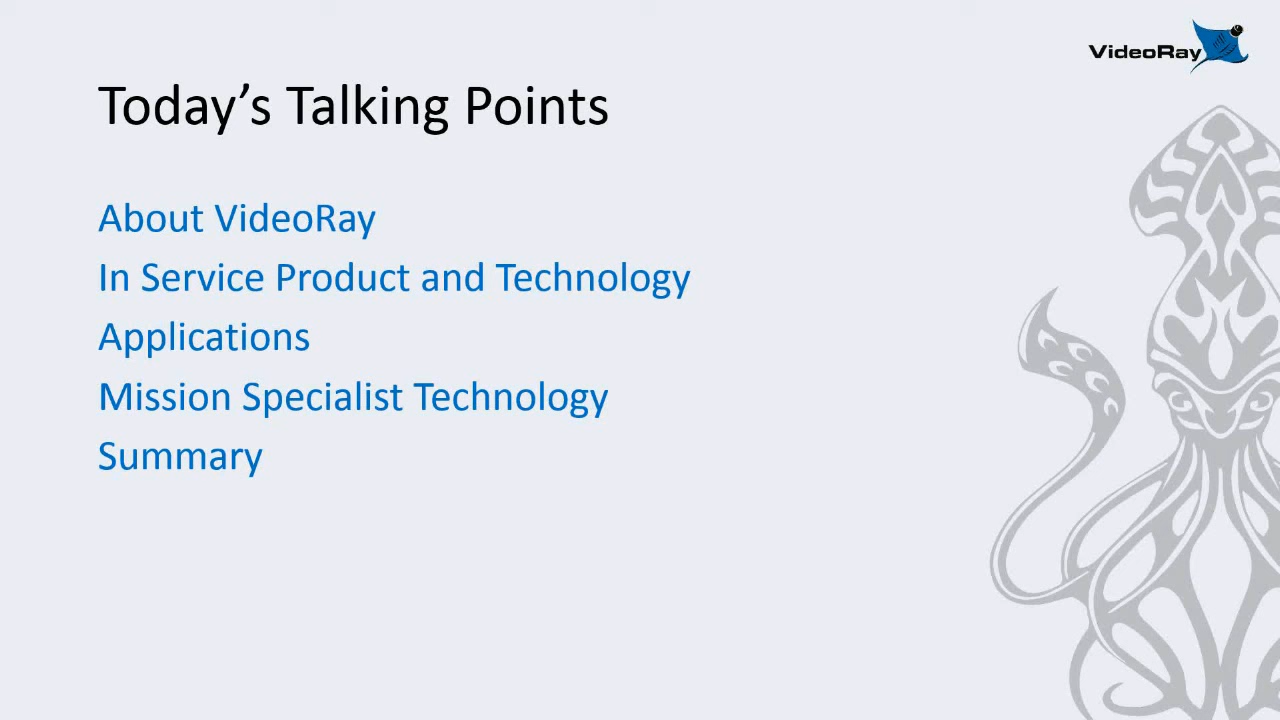 VideoRay
Today’s Talking Points
About VideoRay
In Service Product and Technology
Applications
Mission Specialist Technology
Summary